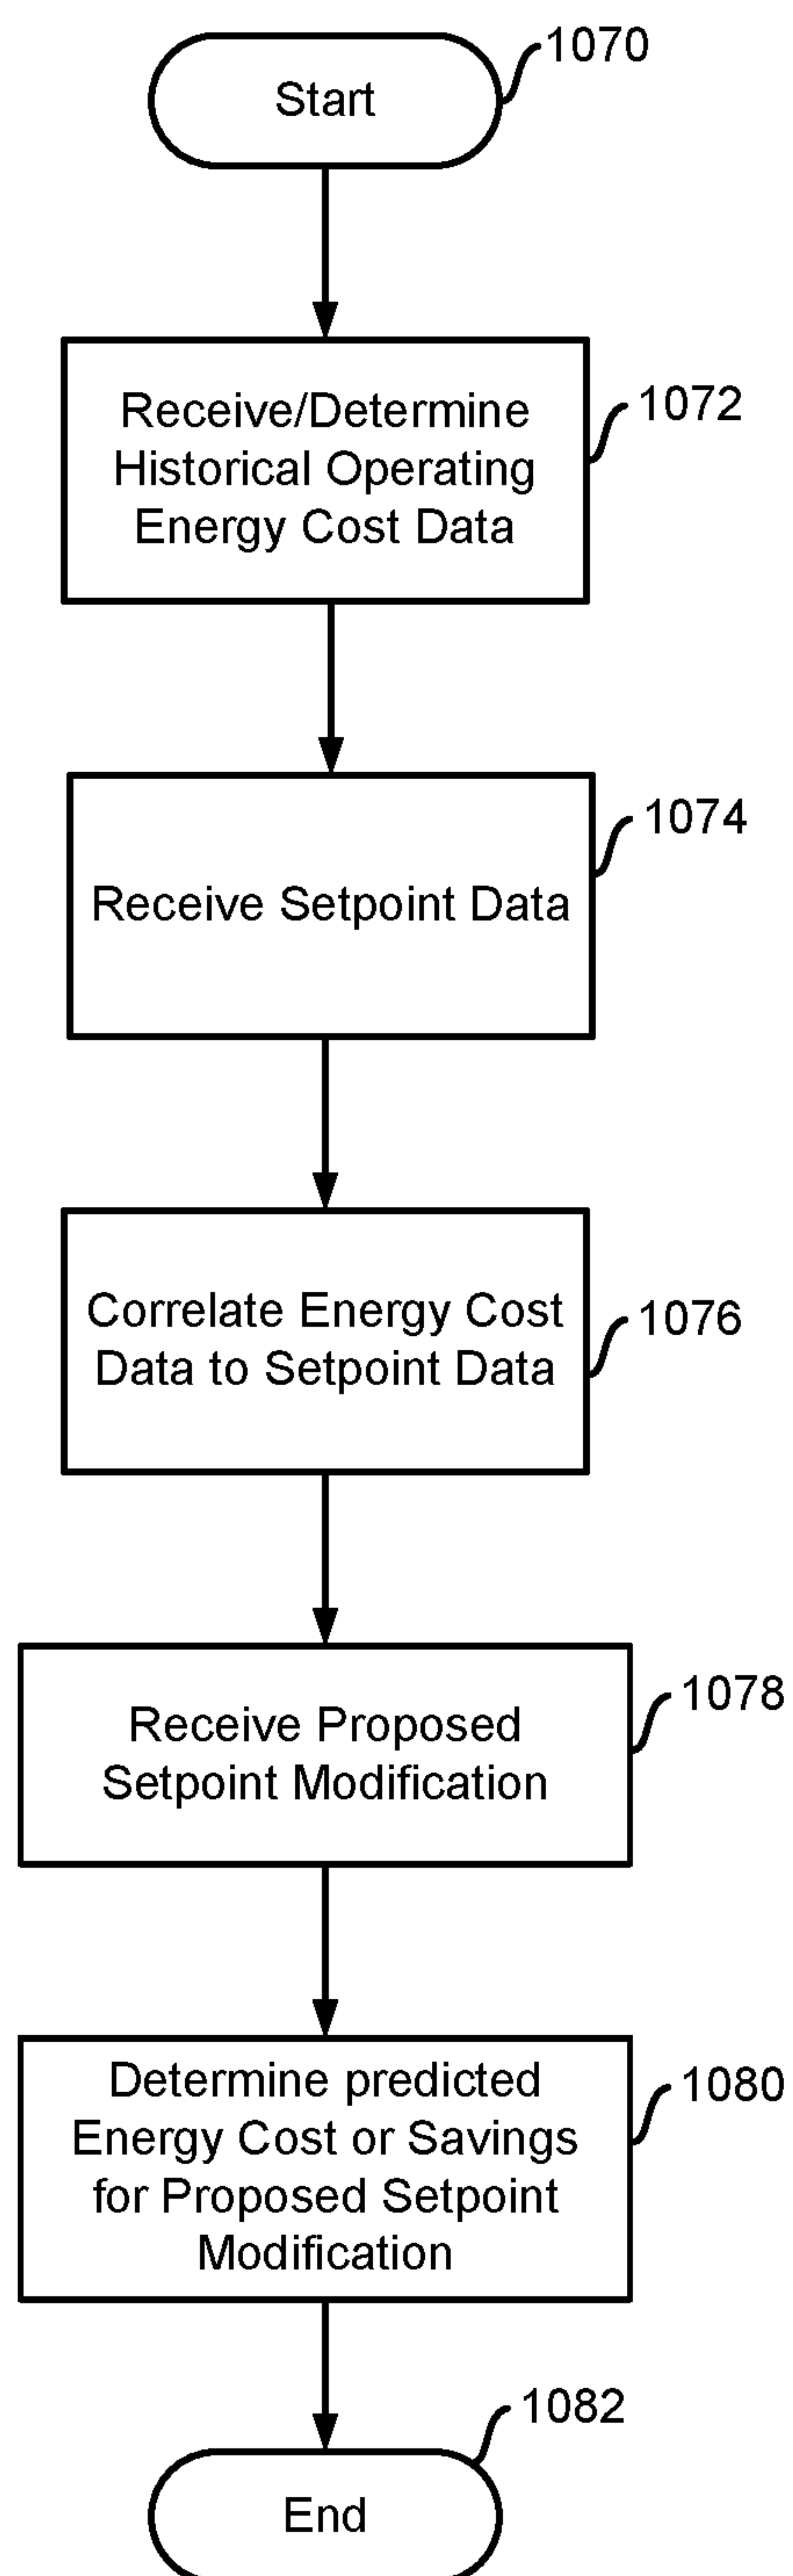 1070
Start
1072
Receive/Determine
Historical Operating
Energy Cost Data
1074
Receive Setpoint Data
1076
Correlate Energy Cost
Data to Setpoint Data
1078
Receive Proposed
Setpoint Modification
1080
Determine predicted
Energy Cost or Savings
for Proposed Setpoint
Modification
1082
End